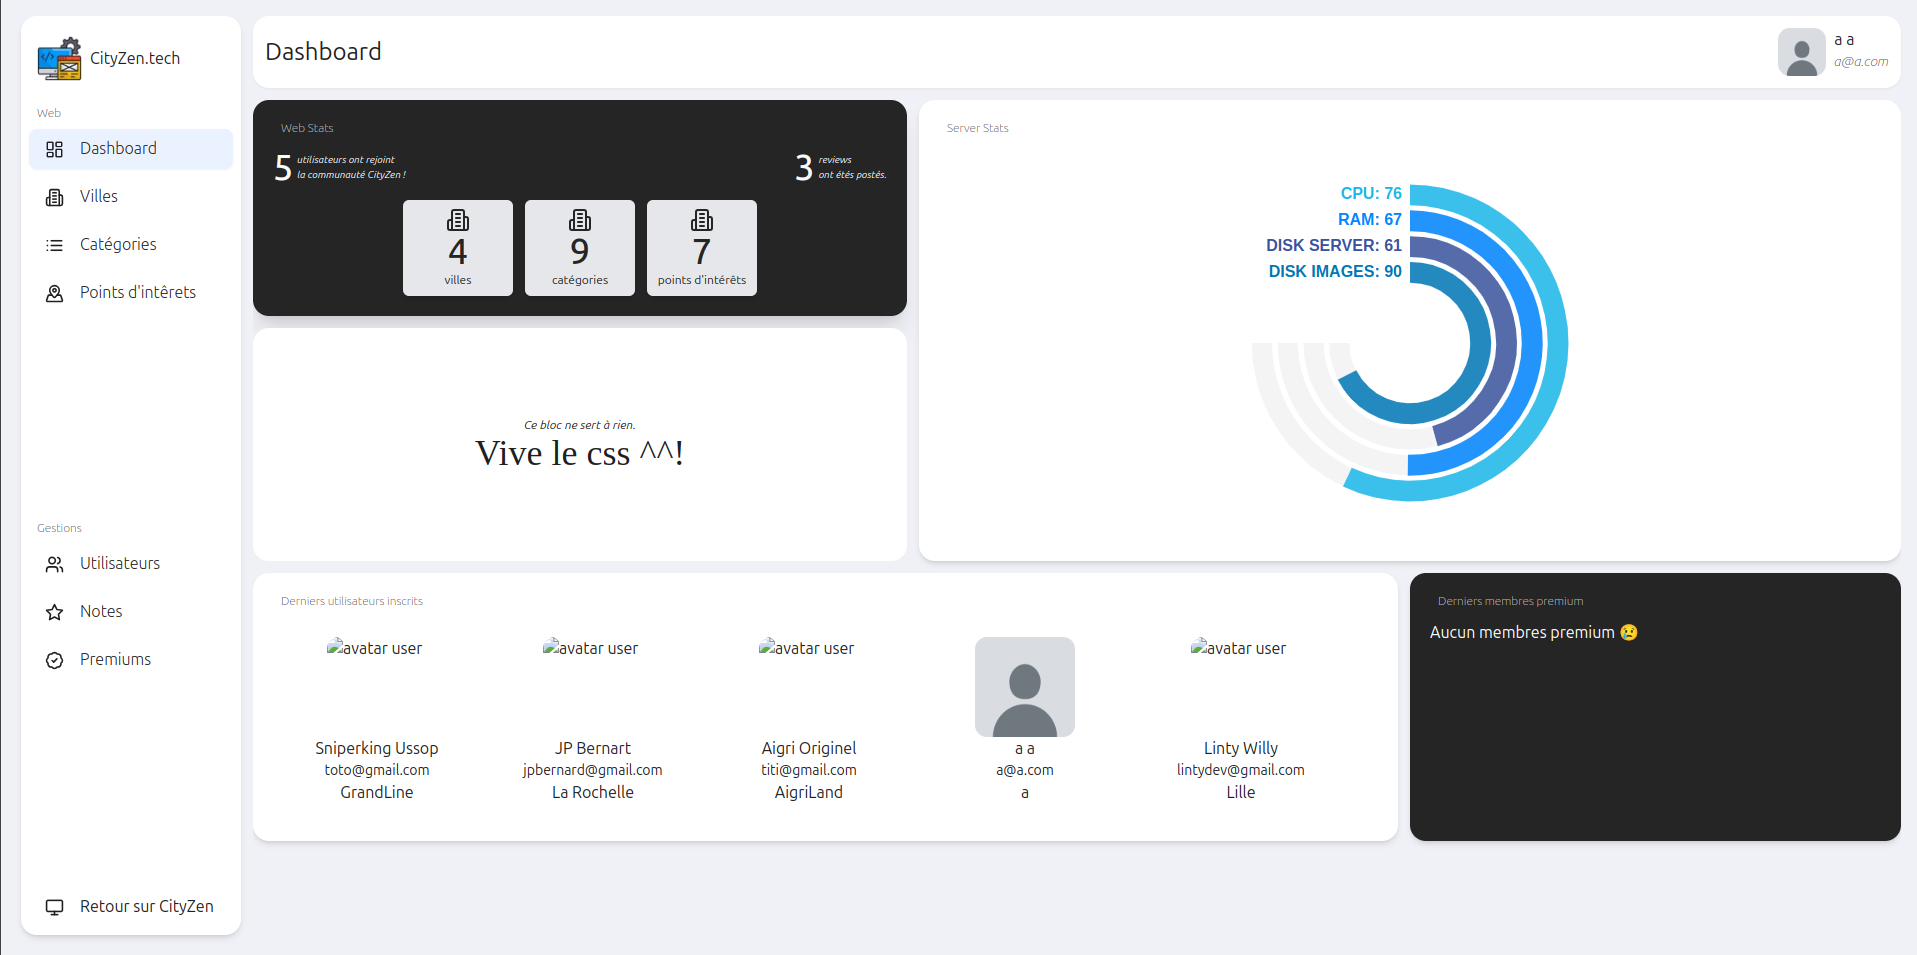 CityZen.tech
Web
Dashboard
Villes
Catégories
Points d'intêrets
Gestions
Utilisateurs
Notes
Premiums
Retour sur CityZen
Dashboard
a a
a@a.com
Web Stats
5 utilisateurs ont rejoint
la communauté CityZen !
3 reviews
ont étés postés.
4
villes
9
catégories
7
points d'intérêts
Ce bloc ne sert à rien.
Vive le css ^^!
Server Stats
CPU: 76
RAM: 67
DISK SERVER: 61
DISK IMAGES: 90
Derniers utilisateurs inscrits
avatar user
Sniperking Ussop
toto@gmail.com
GrandLine
avatar user
JP Bernart
jpbernard@gmail.com
La Rochelle
avatar user
Aigri Originel
titi@gmail.com
AigriLand
a a
a@a.com
a
avatar user
Linty Willy
lintydev@gmail.com
Lille
Derniers membres premium
Aucun membres premium 😢